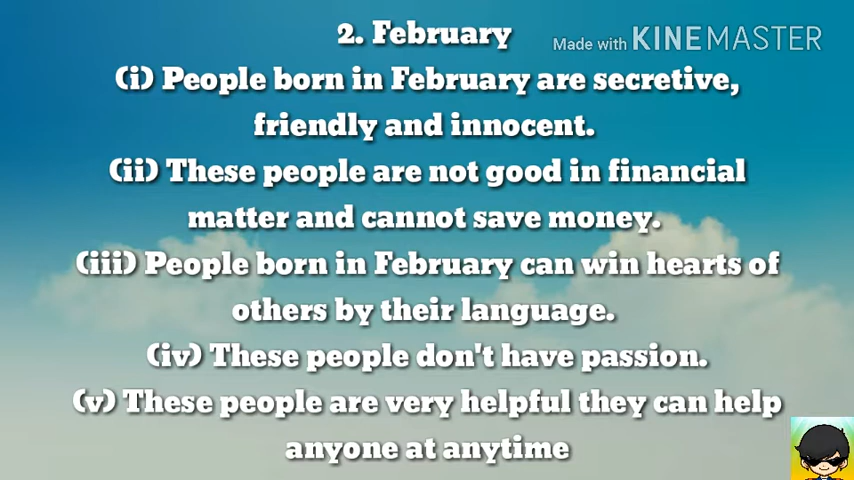 2. February
Made with KINEMASTER
(i) People born in February are secretive,
friendly and innocent.
(ii) These people are not good in financial
matter and cannot save money.
(iii) People born in February can win hearts of
others by their language.
(iv) These people don't have passion.
(v) These people are very helpful they can help
anyone at anytime